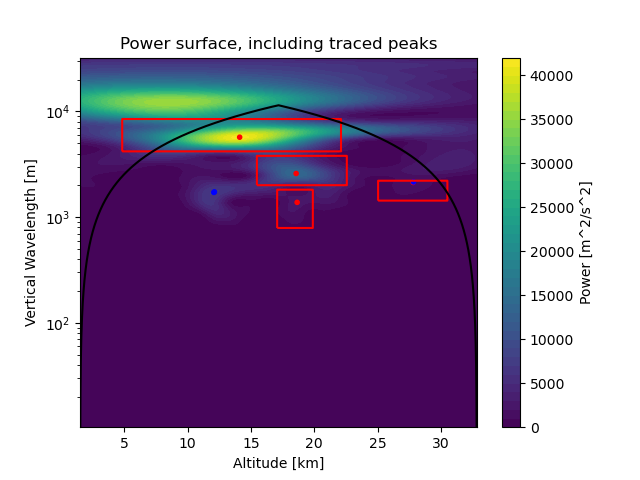 Power surface, including traced peaks
Vertical Wavelength [m]
10^4
10^3
10^2
5 10 15 20 25 30
Altitude [km]
40000
35000
30000
25000
20000
15000
10000
5000
0
Power [m^2/s^2]